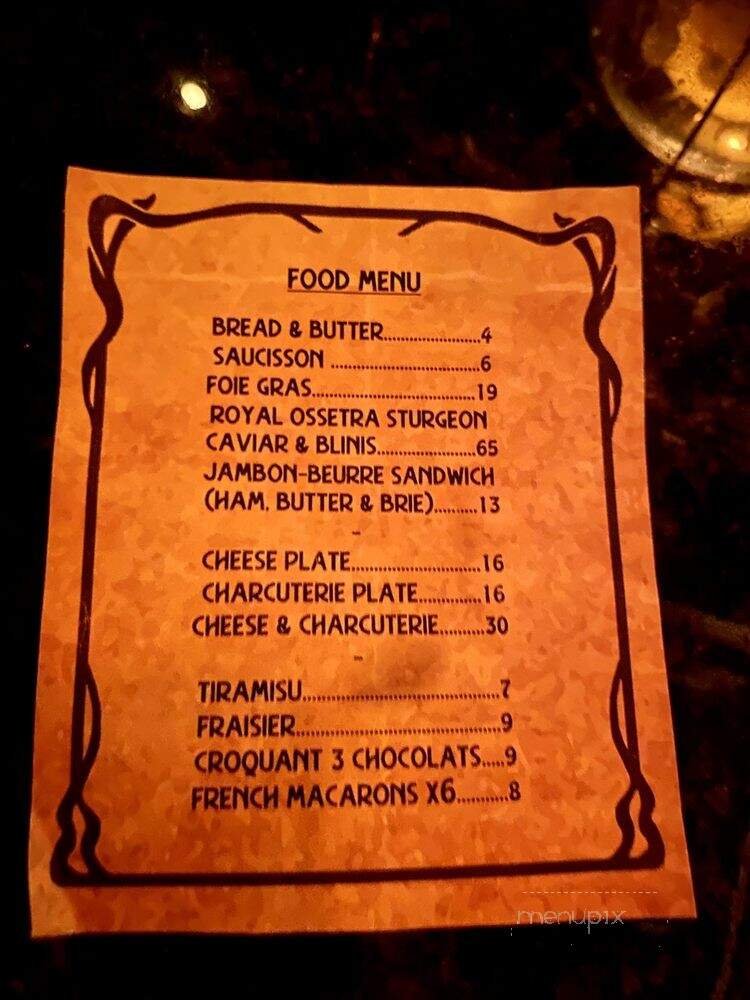 FOOD MENU
BREAD & BUTTER.......................4
SAUCISSON ....................................6
FOIE GRAS.......................................19
ROYAL OSSETRA STURGEON
CAVIAR & BLINIS.............................65
JAMBON-BEURRE SANDWICH
(HAM, BUTTER & BRIE)..........13
-
CHEESE PLATE...............................16
CHARCUTERIE PLATE...............16
CHEESE & CHARCUTERIE..........30
-
TIRAMISU...............................................7
FRAISIER.................................................9
CROQUANT 3 CHOCOLATS.....9
FRENCH MACARONS X6............8
menupix